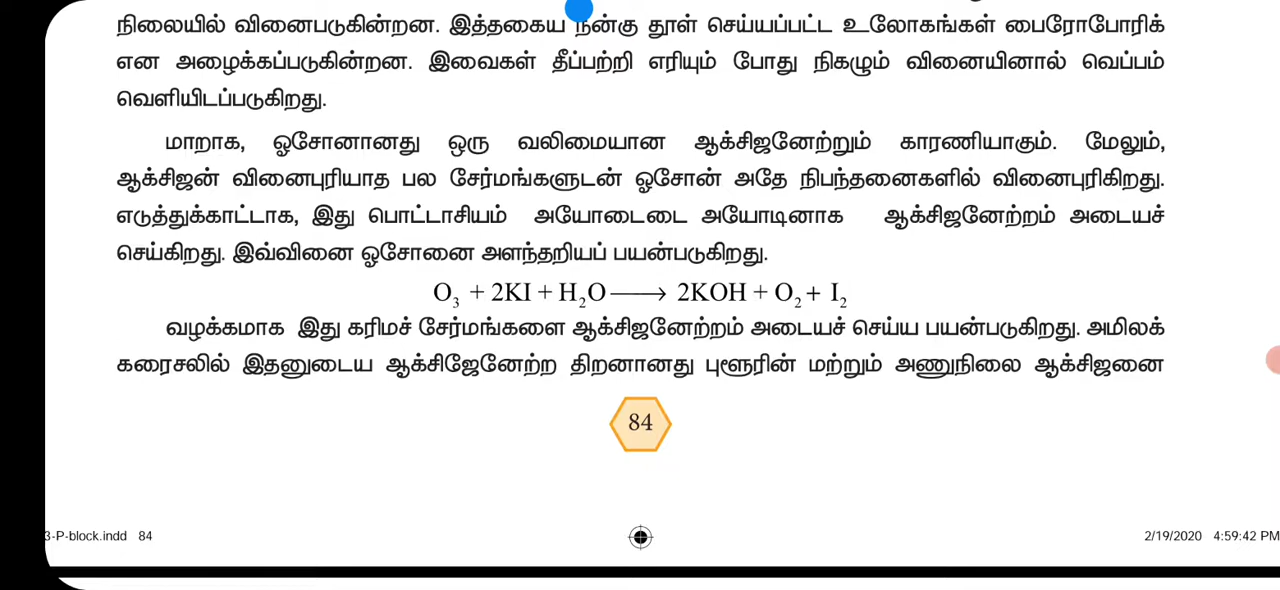 நிலையில் வினைபடுகின்றன. இத்தகைய நன்கு தூள் செய்யப்பட்ட உலோகங்கள் பைரோபோரிக்
என அழைக்கப்படுகின்றன. இவைகள் தீப்பற்றி எரியும் போது நிகழும் வினையினால் வெப்பம்
வெளியிடப்படுகிறது.
மாறாக, ஓசோனானது ஒரு வலிமையான ஆக்சிஜனேற்றும் காரணியாகும். மேலும்,
ஆக்சிஜன் வினைபுரியாத பல சேர்மங்களுடன் ஓசோன் அதே நிபந்தனைகளில் வினைபுரிகிறது.
எடுத்துக்காட்டாக, இது பொட்டாசியம் அயோடைடை அயோடினாக ஆக்சிஜனேற்றம் அடையச்
செய்கிறது. இவ்வினை ஓசோனை அளந்தறியப் பயன்படுகிறது.
O₃ + 2KI + H₂O ⟶ 2KOH + O₂ + I₂
வழக்கமாக இது கரிமச் சேர்மங்களை ஆக்சிஜனேற்றம் அடையச் செய்ய பயன்படுகிறது. அமிலக்
கரைசலில் இதனுடைய ஆக்சிஜேனேற்ற திறனானது புளூரின் மற்றும் அணுநிலை ஆக்சிஜனை
84
3-P-block.indd 84
2/19/2020 4:59:42 PM